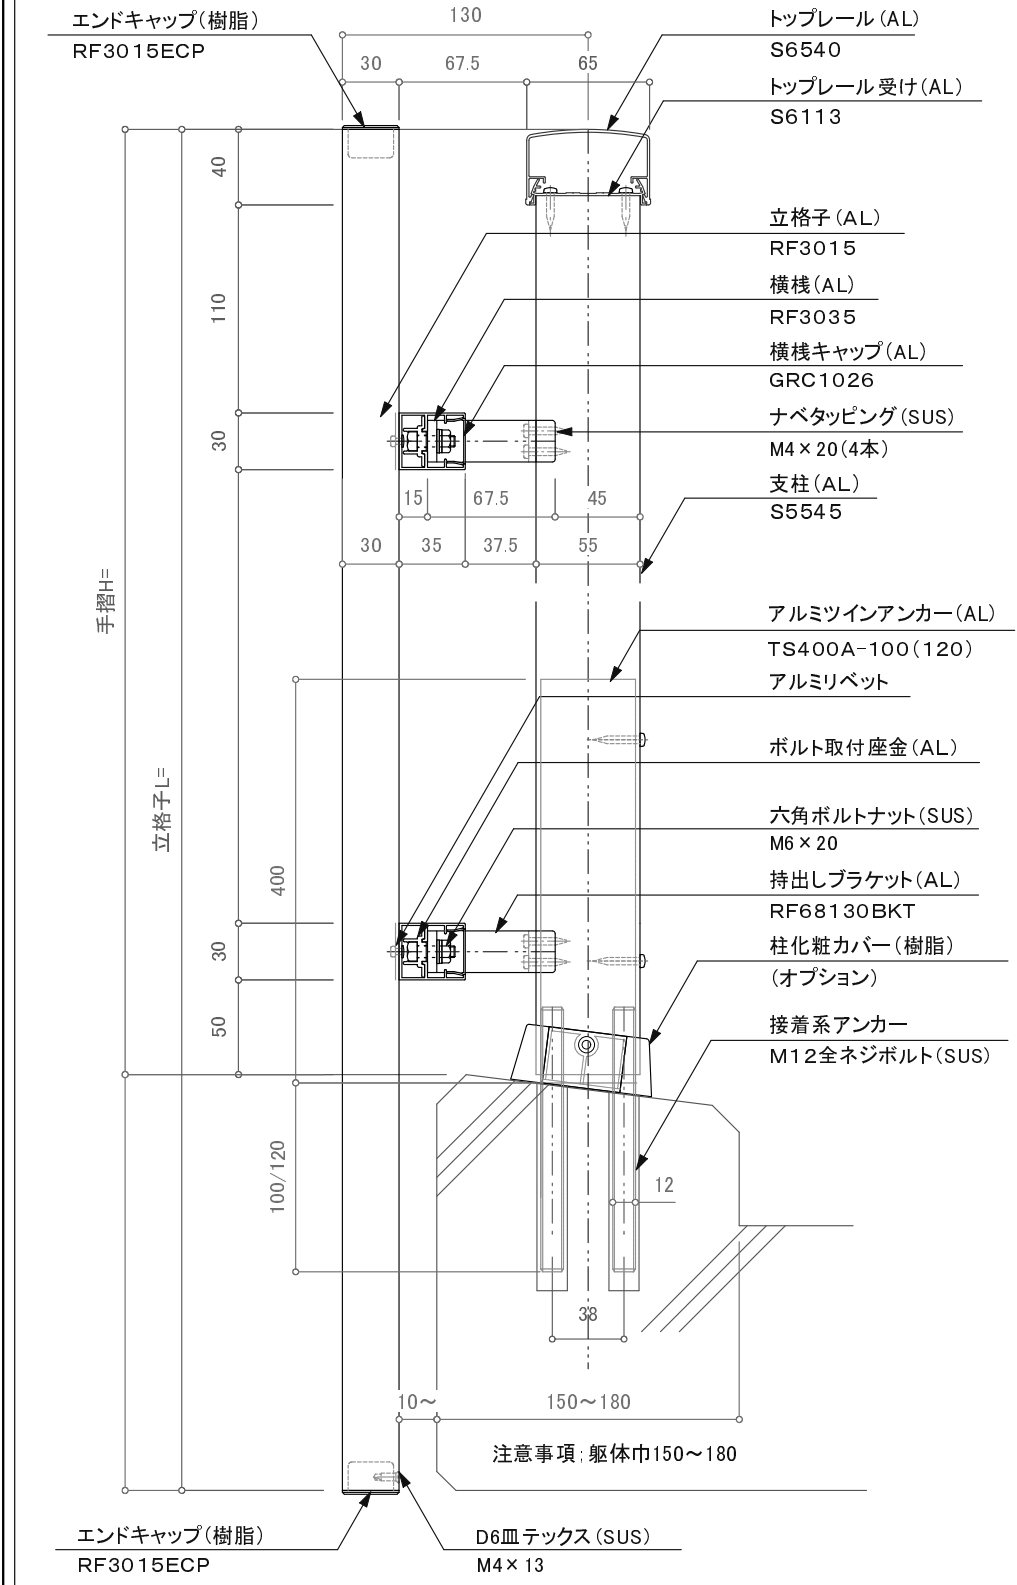 エンドキャップ(樹脂)
RF3015ECP
130
30
67.5
65
トップレール(AL)
S6540
トップレール受け(AL)
S6113
40
110
30
立格子(AL)
RF3015
横桟(AL)
RF3035
横桟キャップ(AL)
GRC1026
ナベタッピング(SUS)
M4×20(4本)
支柱(AL)
S5545
15
67.5
45
30
35
37.5
55
手摺H=
立格子L=
アルミツインアンカー(AL)
TS400A-100(120)
アルミリベット
ボルト取付座金(AL)
六角ボルトナット(SUS)
M6×20
持出しブラケット(AL)
RF68130BKT
柱化粧カバー(樹脂)
(オプション)
接着系アンカー
M12全ネジボルト(SUS)
400
30
50
100/120
12
38
10～
150～180
注意事項;躯体巾150～180
エンドキャップ(樹脂)
RF3015ECP
D6皿テックス(SUS)
M4×13